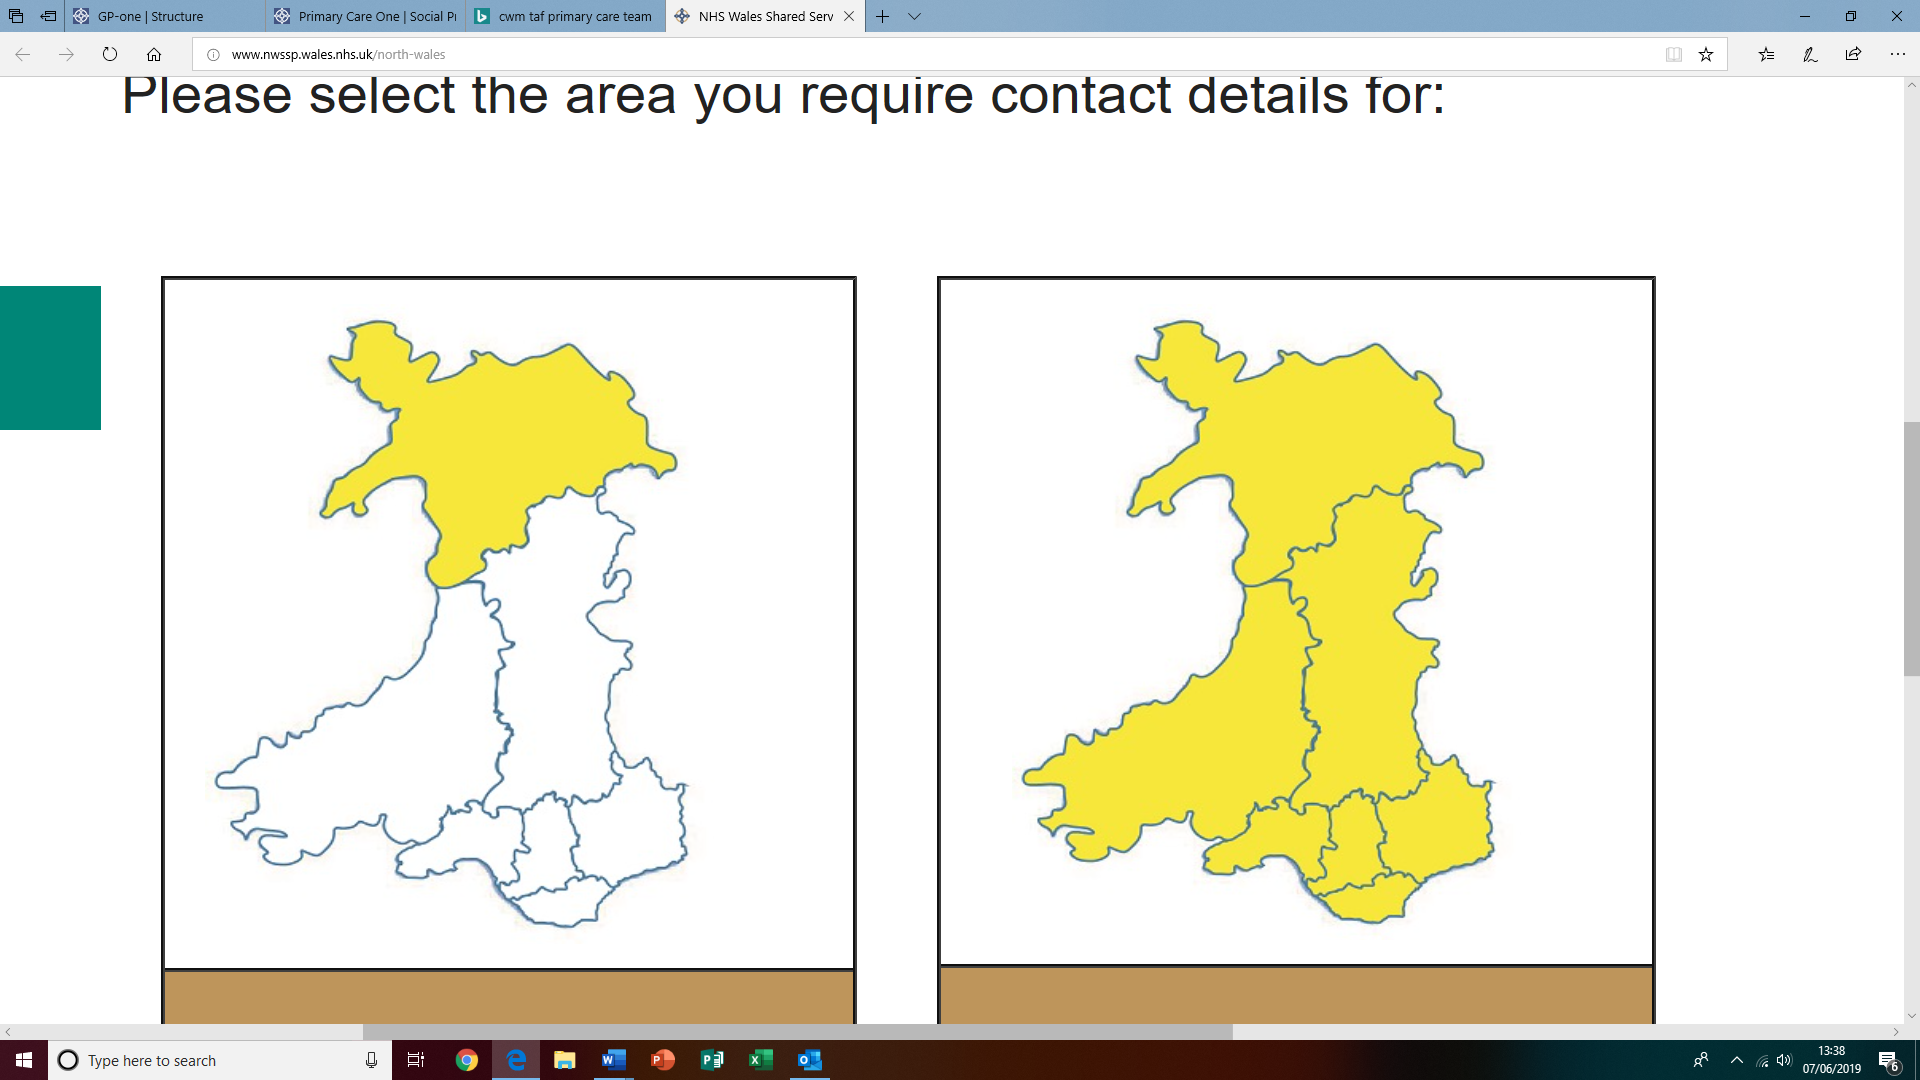 GP-one | Structure
Primary Care One | Social Pr
cwm taf primary care team
NHS Wales Shared Serv
www.nwssp.wales.nhs.uk/north-wales
Please select the area you require contact details for:
Type here to search
13:38
07/06/2019
6